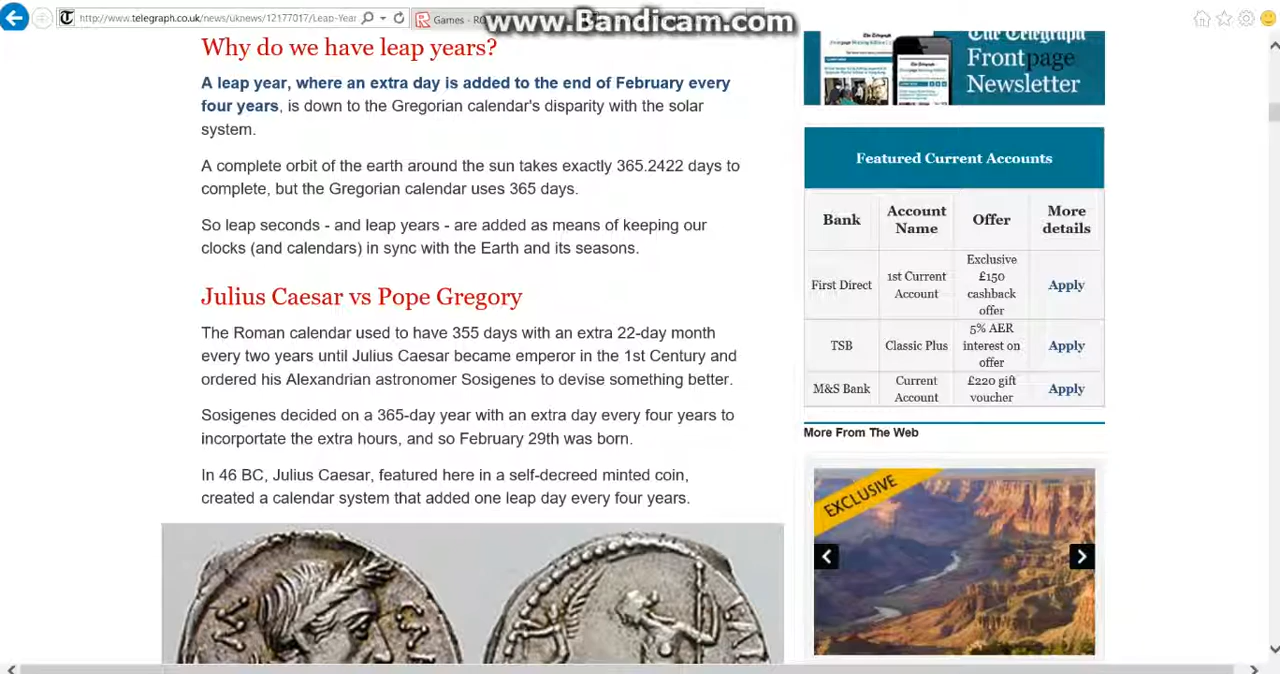 http://www.telegraph.co.uk/news/uknews/12177017/Leap-Year
Games - RO
www.Bandicam.com
Why do we have leap years?
A leap year, where an extra day is added to the end of February every
four years, is down to the Gregorian calendar's disparity with the solar
system.
A complete orbit of the earth around the sun takes exactly 365.2422 days to
complete, but the Gregorian calendar uses 365 days.
So leap seconds - and leap years - are added as means of keeping our
clocks (and calendars) in sync with the Earth and its seasons.
Julius Caesar vs Pope Gregory
The Roman calendar used to have 355 days with an extra 22-day month
every two years until Julius Caesar became emperor in the 1st Century and
ordered his Alexandrian astronomer Sosigenes to devise something better.
Sosigenes decided on a 365-day year with an extra day every four years to
incorportate the extra hours, and so February 29th was born.
In 46 BC, Julius Caesar, featured here in a self-decreed minted coin,
created a calendar system that added one leap day every four years.
The Telegraph
Frontpage
Newsletter
Featured Current Accounts
Bank
Account
Name
Offer
More
details
First Direct
1st Current
Account
Exclusive
£150
cashback
offer
Apply
TSB
Classic Plus
5% AER
interest on
offer
Apply
M&S Bank
Current
Account
£220 gift
voucher
Apply
More From The Web
EXCLUSIVE